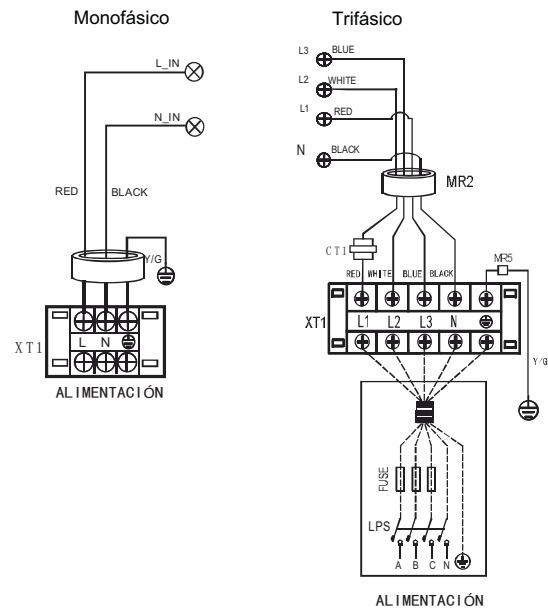 Monofásico
L_IN
N_IN
RED
BLACK
Y/G
XT1
L N
ALIMENTACIÓN
Trifásico
L3 BLUE
L2 WHITE
L1 RED
N BLACK
MR2
CT1
RED WHITE BLUE BLACK
MR5
XT1
L1 L2 L3 N
Y/G
FUSE
LPS
A B C N
ALIMENTACIÓN